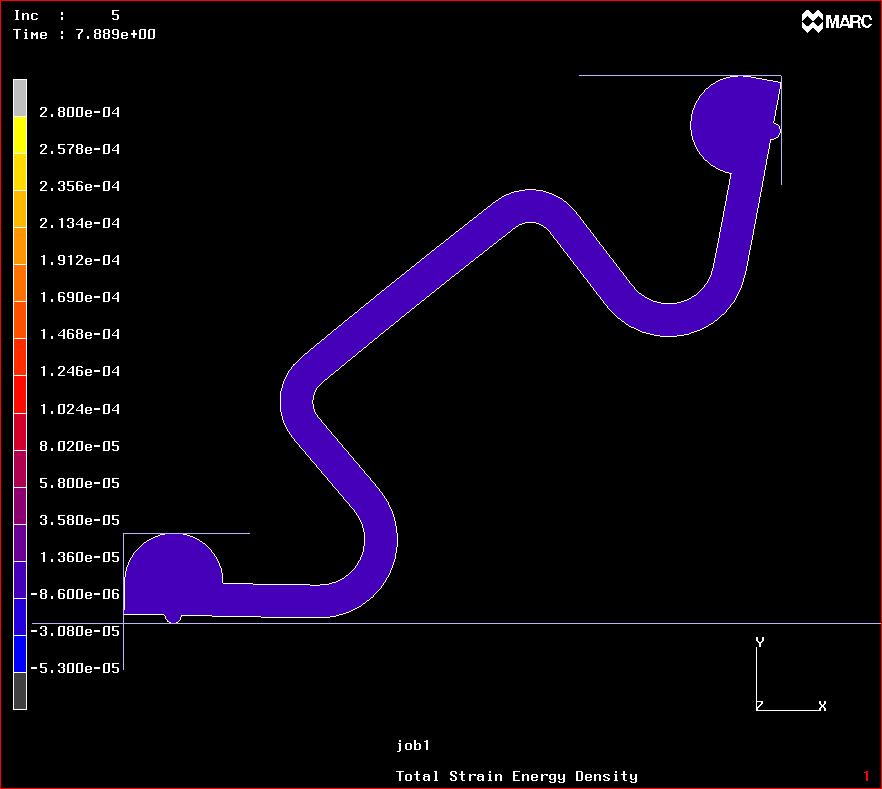 Inc : 5
Time : 7.889e+00
MARC
2.800e-04
2.578e-04
2.356e-04
2.134e-04
1.912e-04
1.690e-04
1.468e-04
1.246e-04
1.024e-04
8.020e-05
5.800e-05
3.580e-05
1.360e-05
-8.600e-06
-3.080e-05
-5.300e-05
Y
Z X
job1
Total Strain Energy Density
1